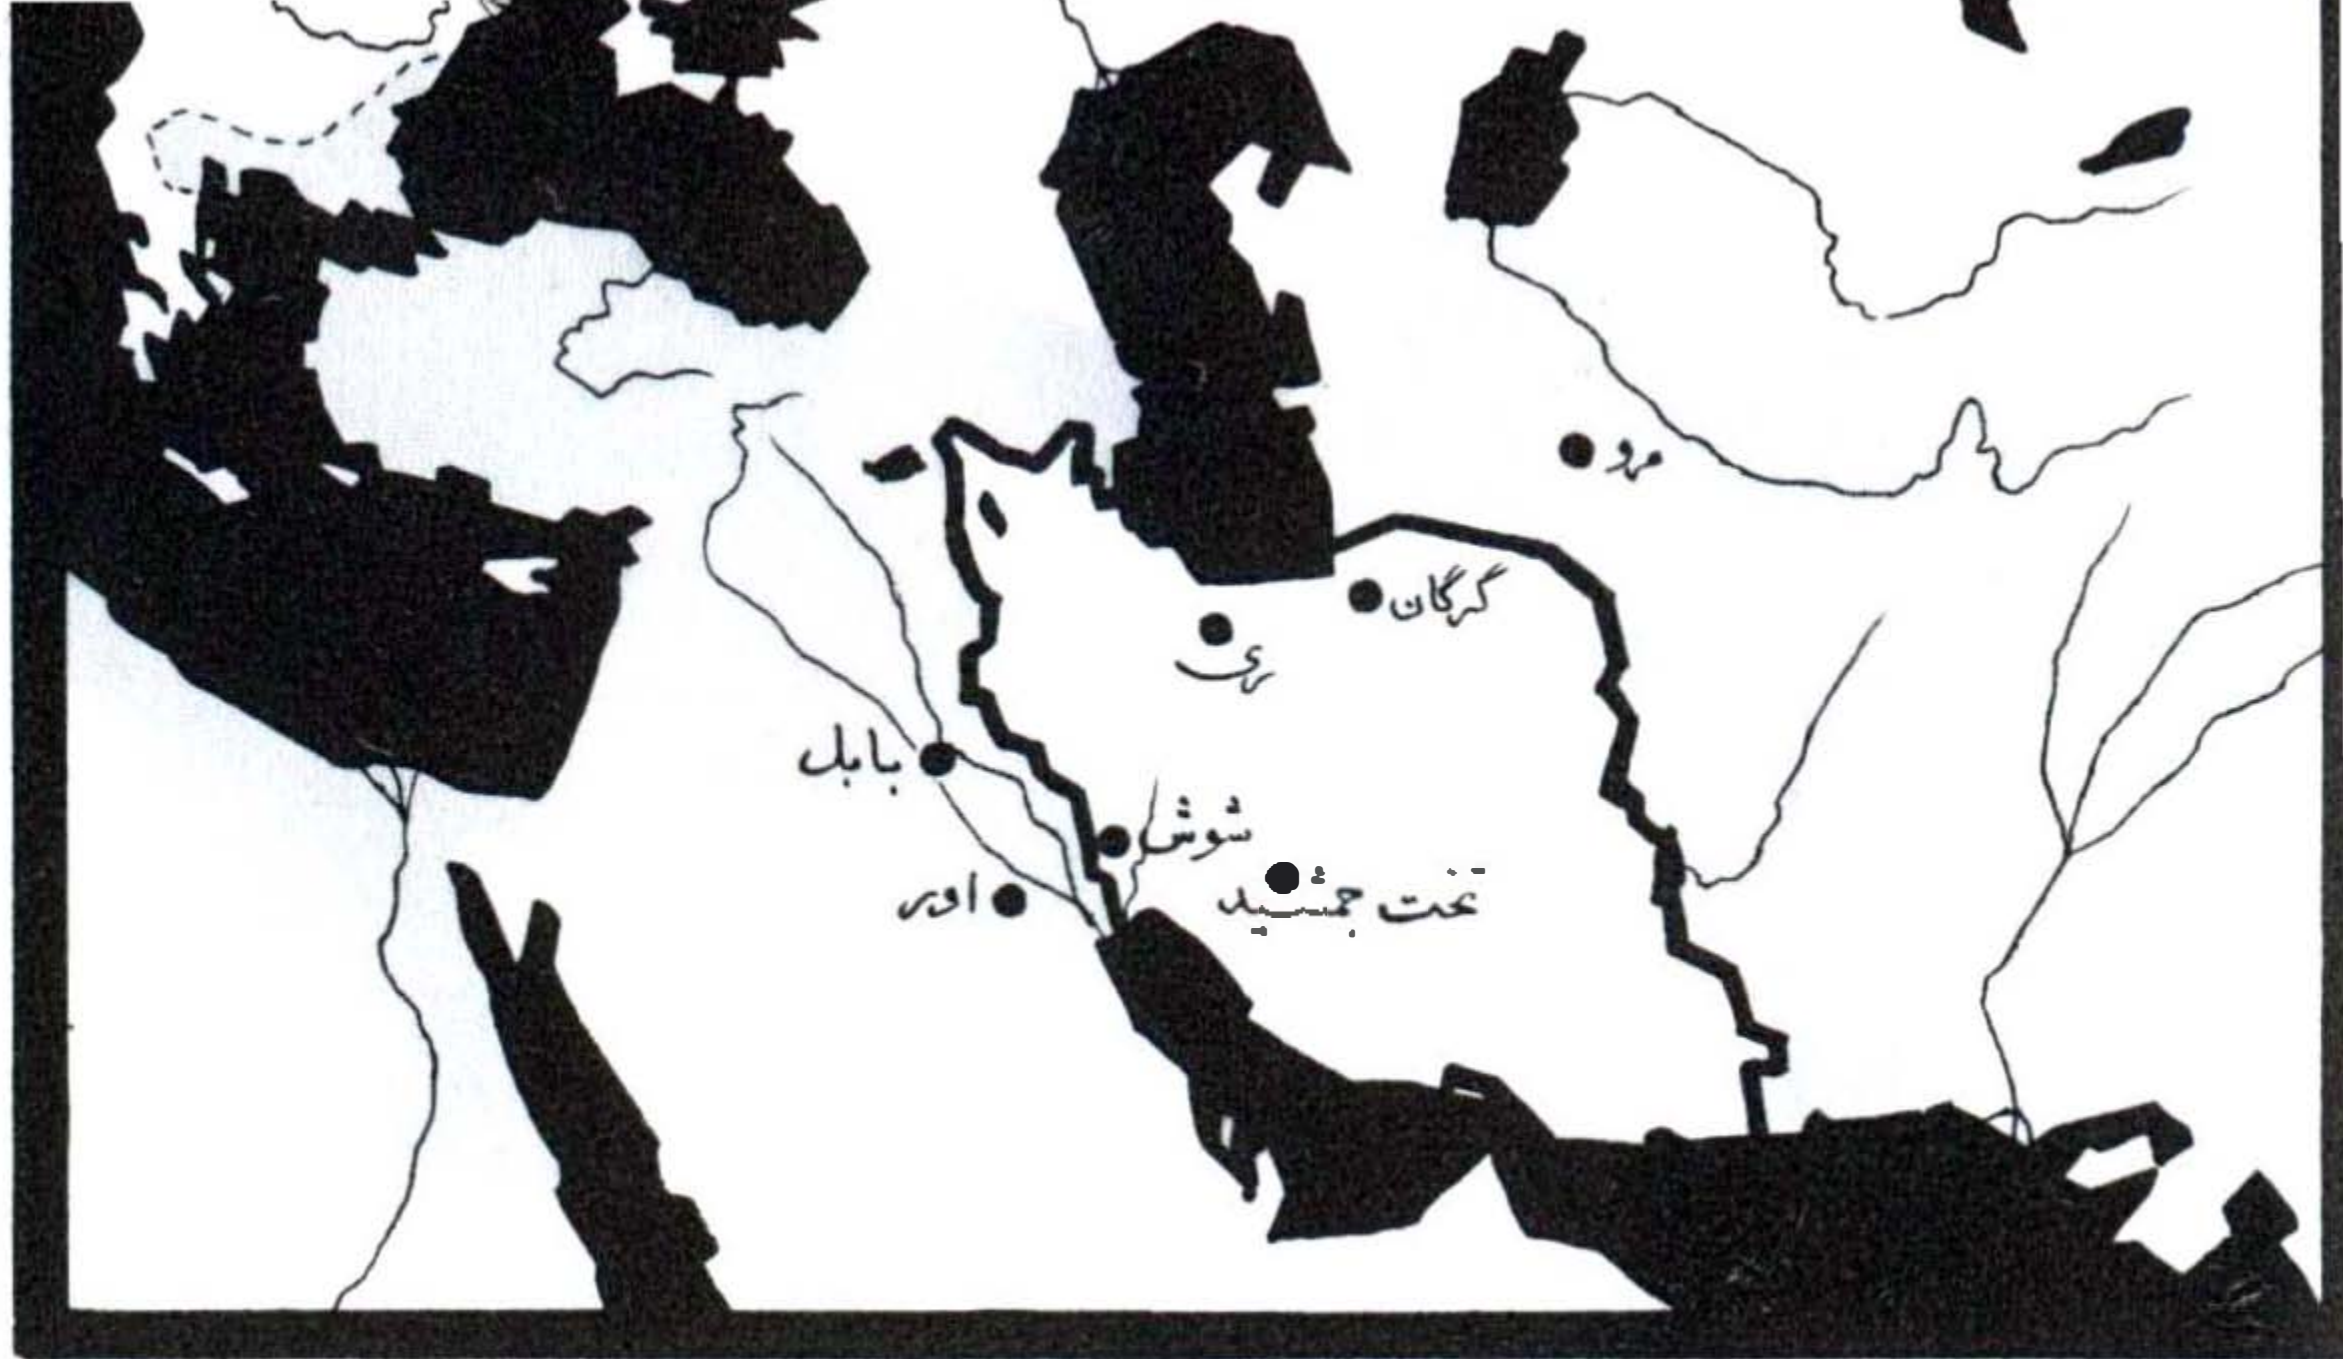 مرو
گرگان
ری
بابل
شوش
تخت جمشید
اور